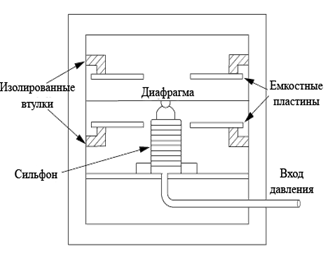 Изолированные
втулки
Диафрагма
Емкостные
пластины
Сильфон
Вход
давления